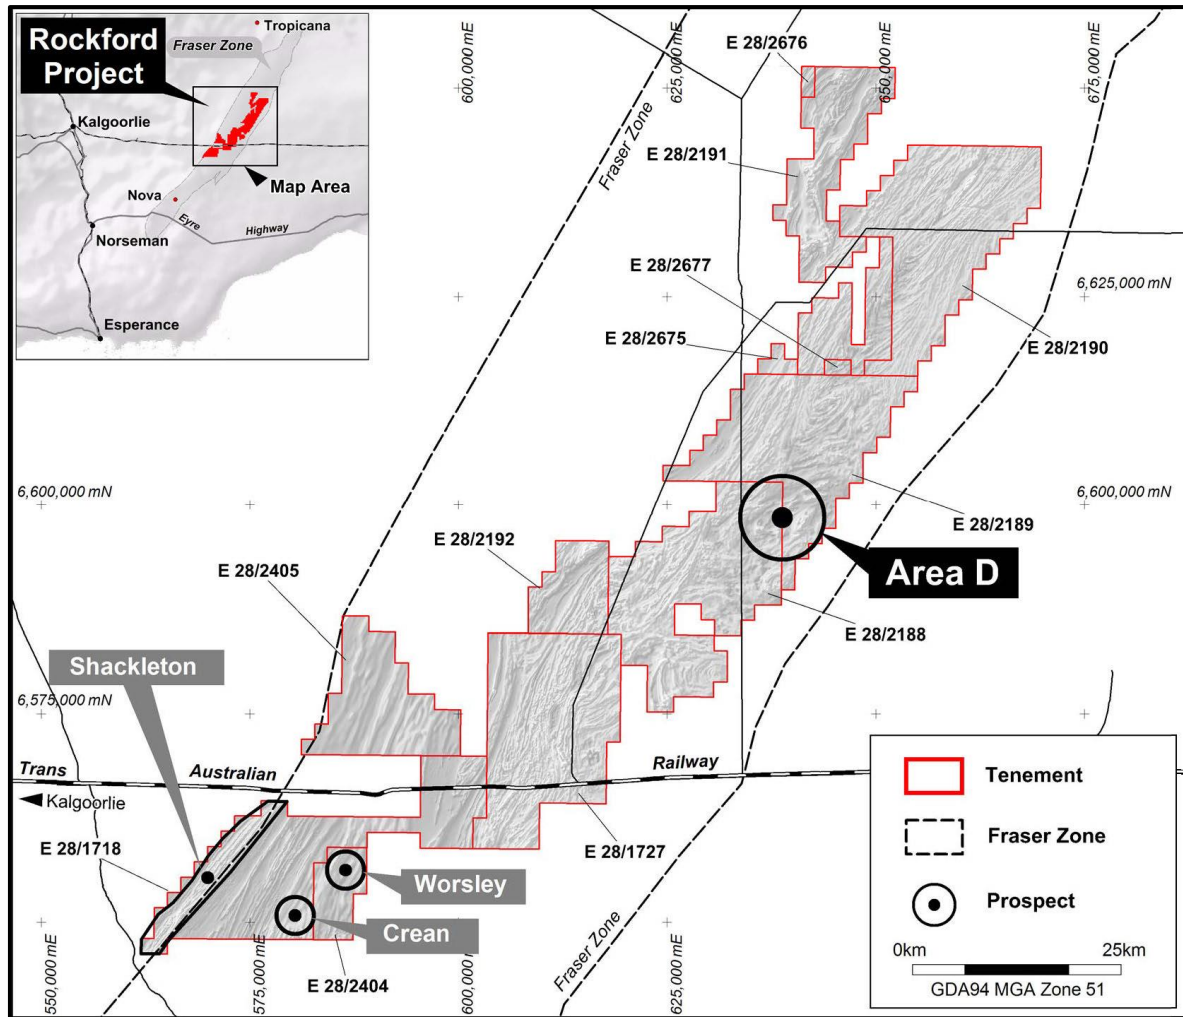 Rockford
Project
Tropicana
Fraser Zone
Kalgoorlie
Map Area
Nova
Eyre
Highway
Norseman
Esperance
600,000 mE
625,000 mE
650,000 mE
675,000 mE
E 28/2676
Fraser Zone
E 28/2191
E 28/2677
6,625,000 mN
E 28/2675
E 28/2190
6,600,000 mN
6,600,000 mN
E 28/2192
E 28/2189
E 28/2405
Area D
E 28/2188
Shackleton
6,575,000 mN
6,575,000 mN
Trans
Australian
Railway
Kalgoorlie
E 28/1718
E 28/1727
Worsley
Crean
E 28/2404
550,000 mE
575,000 mE
600,000 mE
625,000 mE
Fraser Zone
Tenement
Fraser Zone
Prospect
0km
25km
GDA94 MGA Zone 51